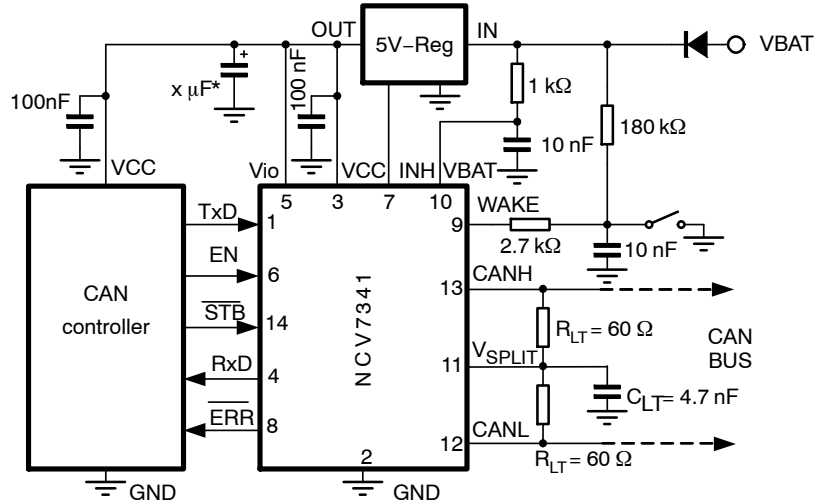 OUT
5V−Reg
IN
VBAT
100nF
x μF*
+
100 nF
1 kΩ
10 nF
180 kΩ
VCC
Vio
VCC
INH
VBAT
5
3
7
10
WAKE
9
2.7 kΩ
10 nF
TxD
1
EN
6
STB
14
RxD
4
ERR
8
CAN
controller
NCV7341
CANH
13
RLT = 60 Ω
VSPLIT
11
CLT = 4.7 nF
CAN
BUS
CANL
12
RLT = 60 Ω
2
GND
GND